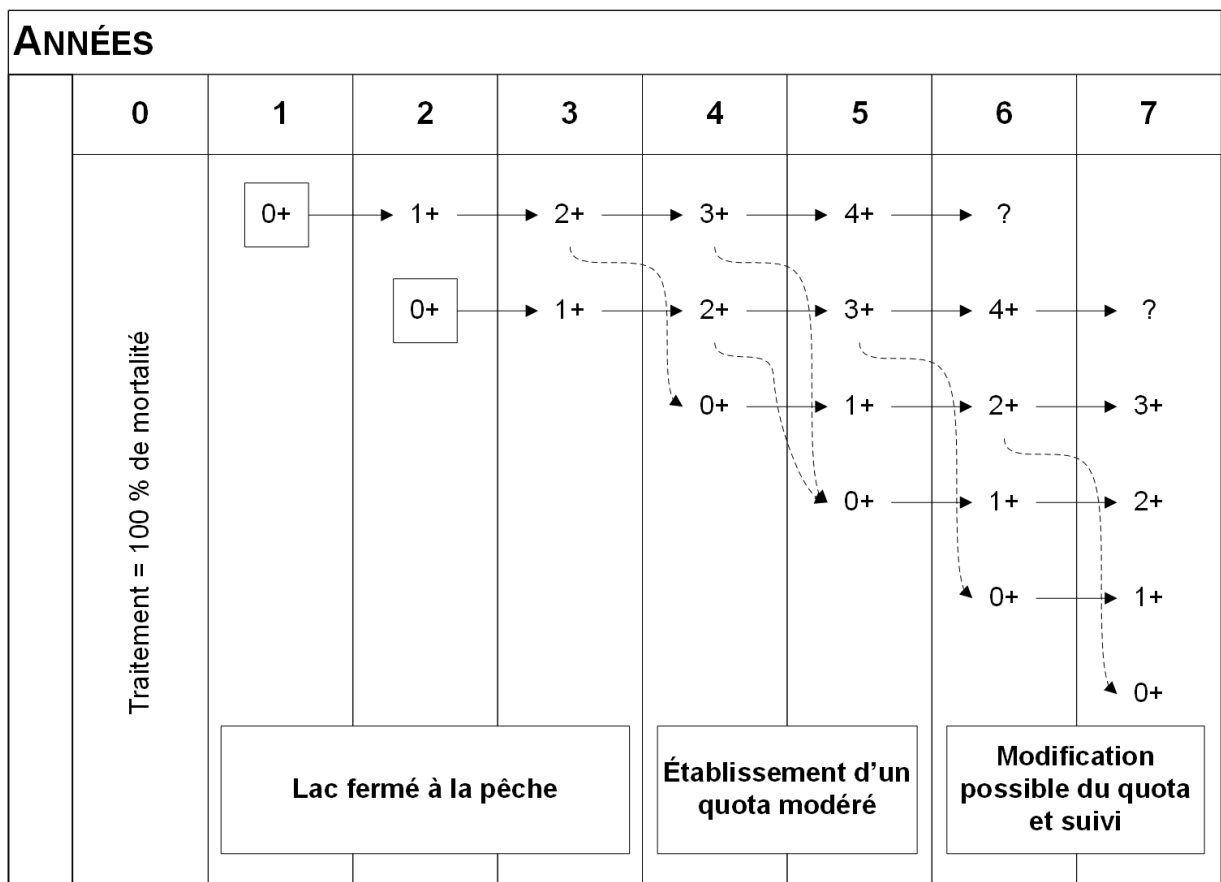 ANNÉES
0 1 2 3 4 5 6 7
0+ 1+ 2+ 3+ 4+ ?
0+ 1+ 2+ 3+ 4+ ?
0+ 1+ 2+ 3+
0+ 1+ 2+
0+ 1+
0+
Traitement = 100 % de mortalité
Lac fermé à la pêche
Établissement d'un
quota modéré
Modification
possible du quota
et suivi